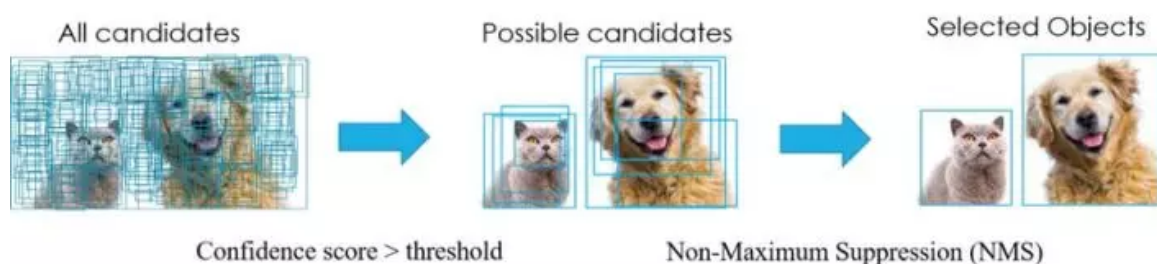 All candidates
Possible candidates
Selected Objects
Confidence score > threshold
Non-Maximum Suppression (NMS)